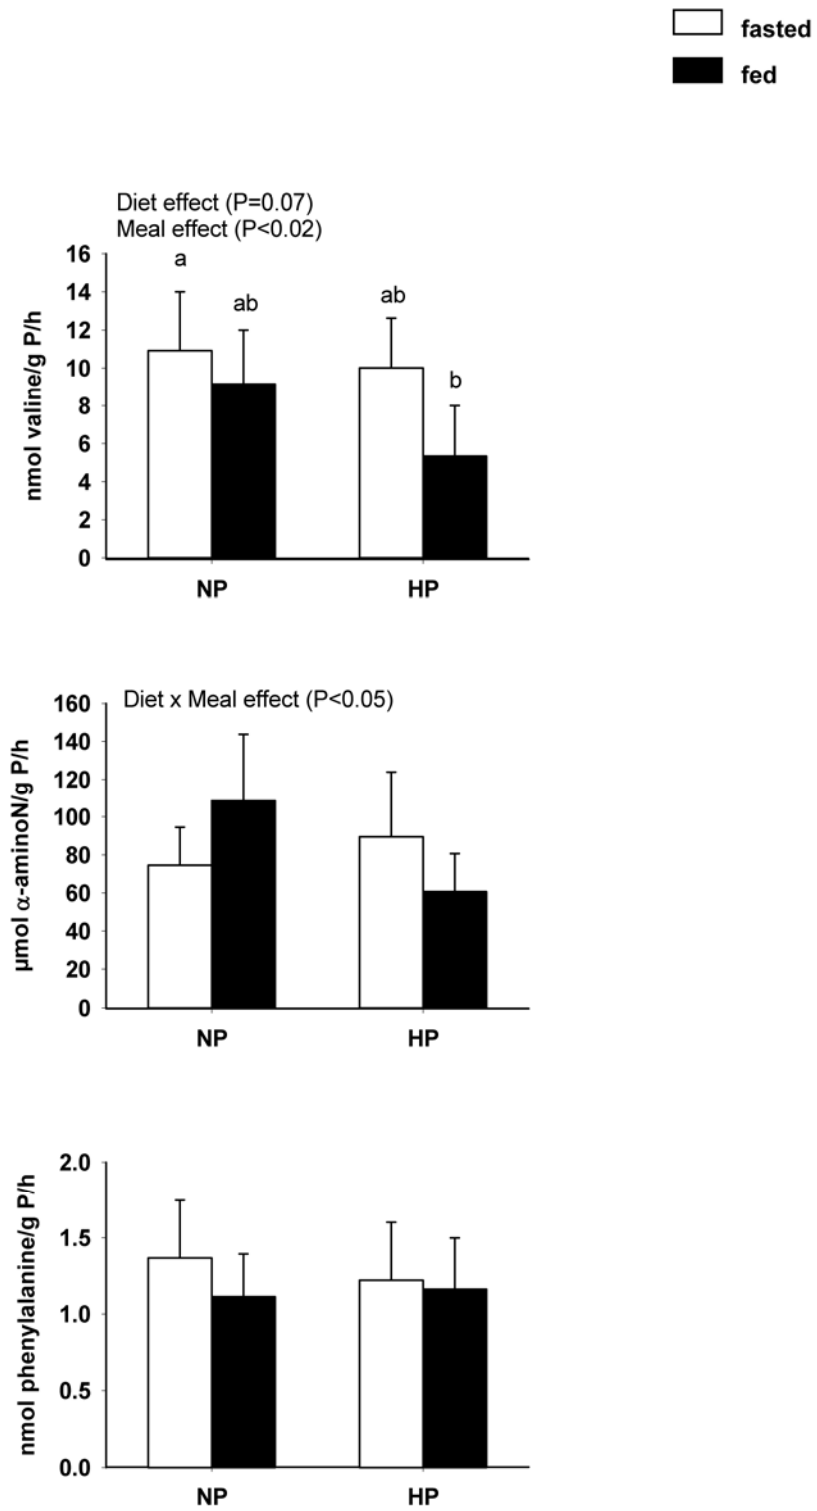 fasted
fed
Diet effect (P=0.07)
Meal effect (P<0.02)
nmol valine/g P/h
16
14
12
10
8
6
4
2
0
a
ab
ab
b
NP
HP
Diet x Meal effect (P<0.05)
µmol α-aminoN/g P/h
160
140
120
100
80
60
40
20
0
NP
HP
nmol phenylalanine/g P/h
2.0
1.5
1.0
0.5
0.0
NP
HP